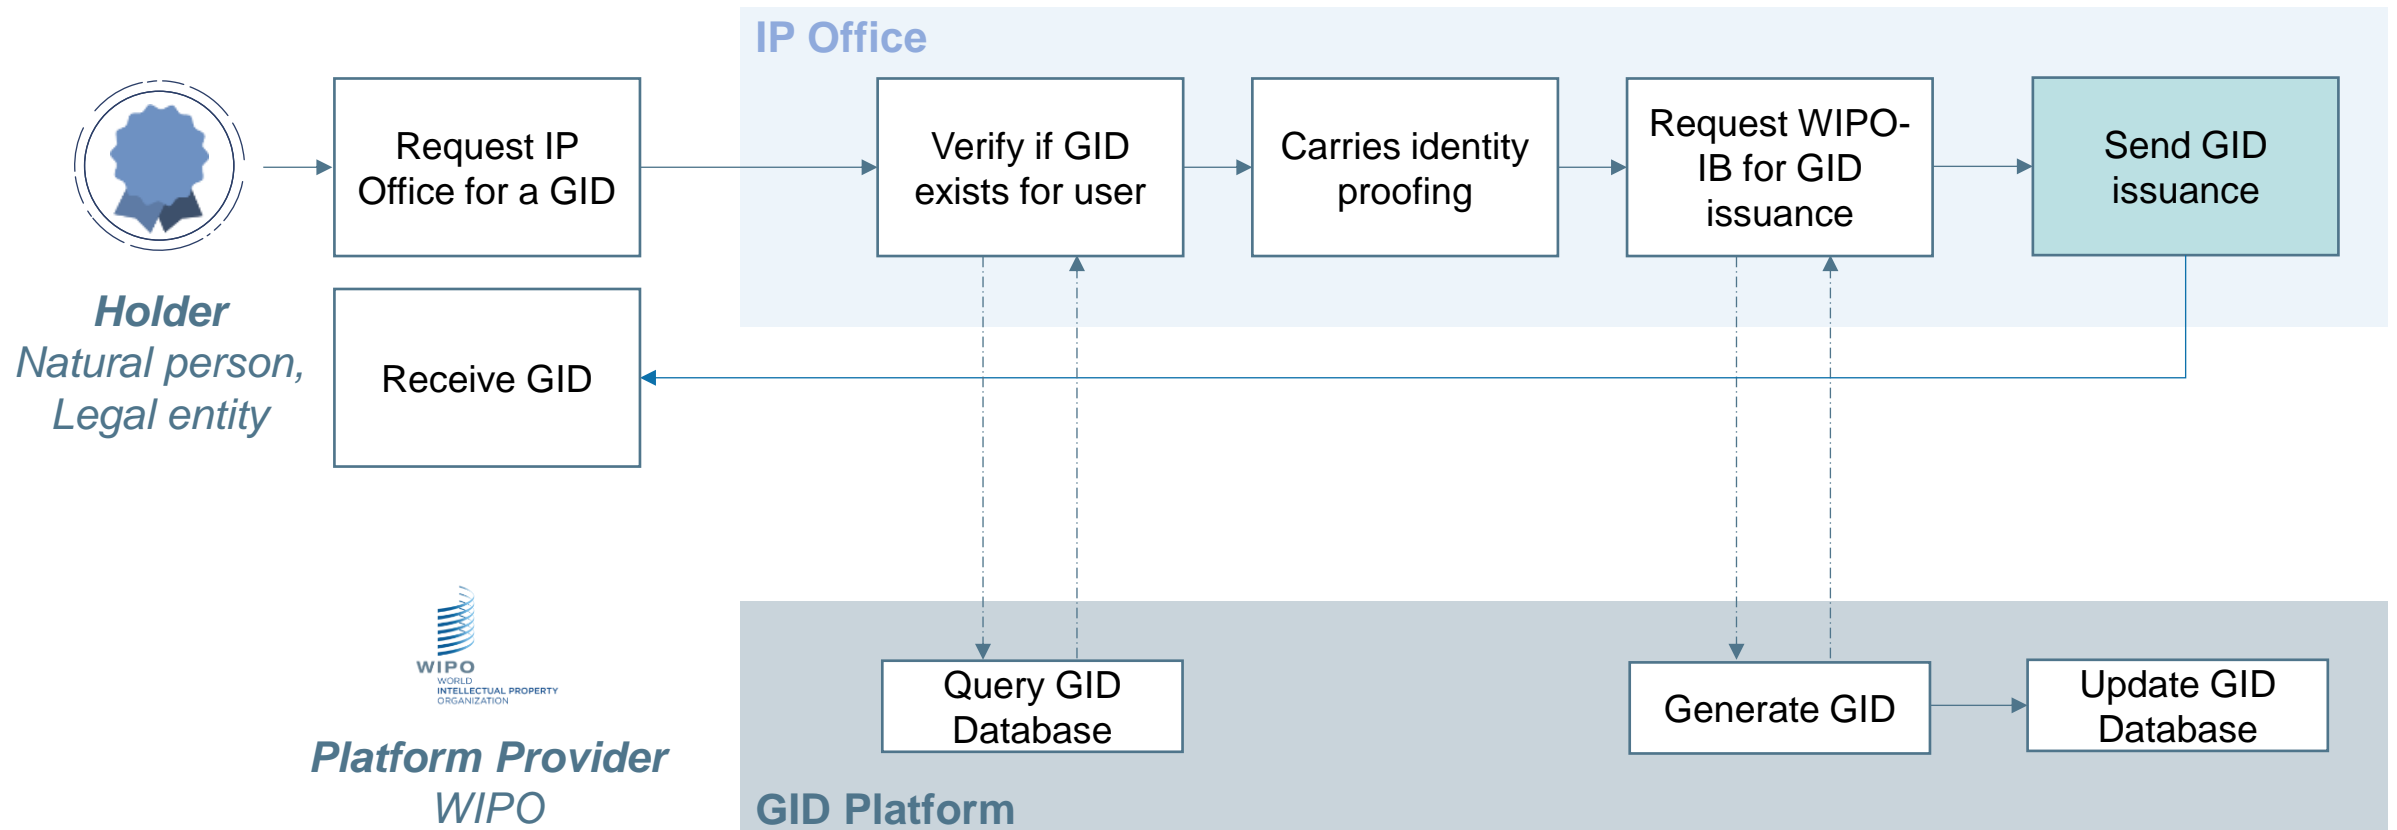 IP Office
Request IP
Office for a GID
Verify if GID
exists for user
Carries identity
proofing
Request WIPO-
IB for GID
issuance
Send GID
issuance
Holder
Natural person,
Legal entity
Receive GID
WIPO
WORLD
INTELLECTUAL PROPERTY
ORGANIZATION
Platform Provider
WIPO
Query GID
Database
Generate GID
Update GID
Database
GID Platform